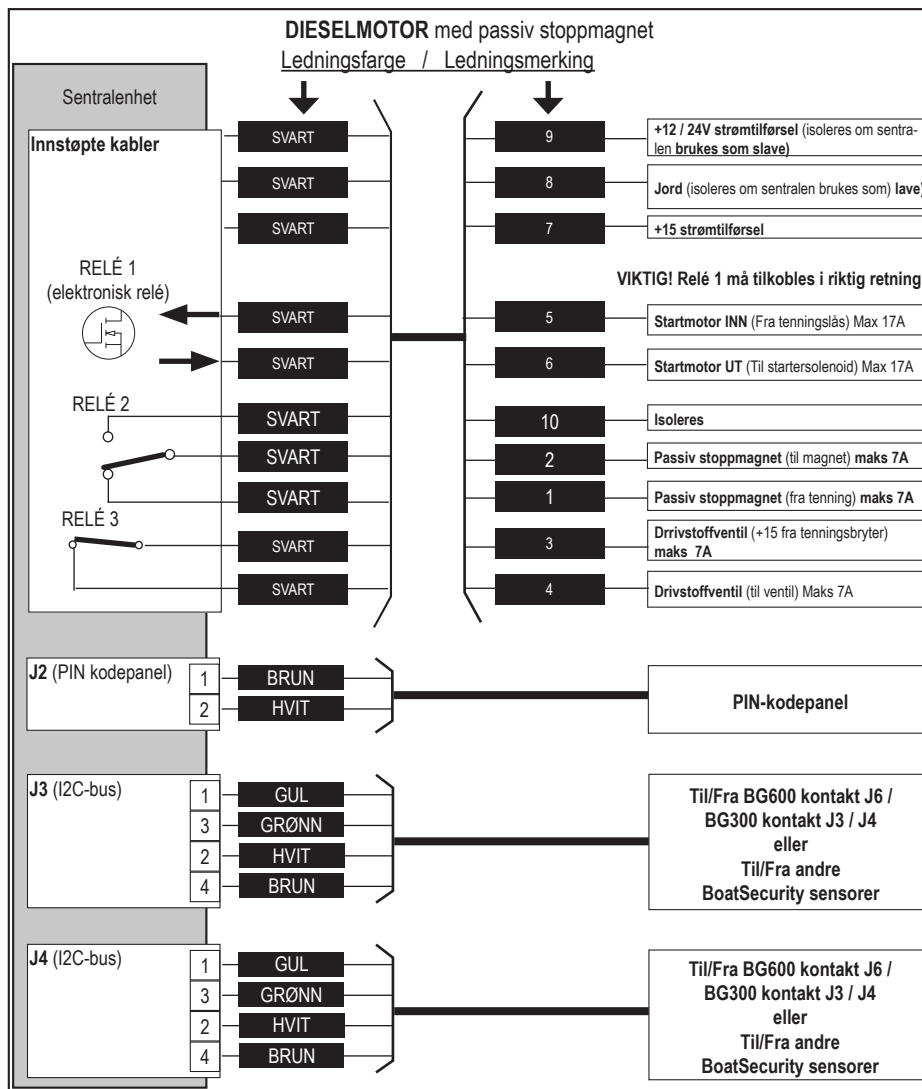 DIESELMOTOR med passiv stoppmagnet
Ledningsfarge / Ledningsmerking
Sentralenhet
Innstøpte kabler
SVART
9
+12 / 24V strømtilførsel (isoleres om sentra-
len brukes som slave)
SVART
8
Jord (isoleres om sentralen brukes som) lave)
SVART
7
+15 strømtilførsel
VIKTIG! Relé 1 må tilkobles i riktig retning
RELÉ 1
(elektronisk relé)
SVART
5
Startmotor INN (Fra tenningslås) Max 17A
SVART
6
Startmotor UT (Til startersolenoid) Max 17A
RELÉ 2
SVART
10
Isoleres
SVART
2
Passiv stoppmagnet (til magnet) maks 7A
SVART
1
Passiv stoppmagnet (fra tenning) maks 7A
RELÉ 3
SVART
3
Drrivstoffventil (+15 fra tenningsbryter)
maks 7A
SVART
4
Drivstoffventil (til ventil) Maks 7A
J2 (PIN kodepanel)
1
BRUN
2
HVIT
PIN-kodepanel
J3 (I2C-bus)
1
GUL
3
GRØNN
2
HVIT
4
BRUN
Til/Fra BG600 kontakt J6 /
BG300 kontakt J3 / J4
eller
Til/Fra andre
BoatSecurity sensorer
J4 (I2C-bus)
1
GUL
3
GRØNN
2
HVIT
4
BRUN
Til/Fra BG600 kontakt J6 /
BG300 kontakt J3 / J4
eller
Til/Fra andre
BoatSecurity sensorer